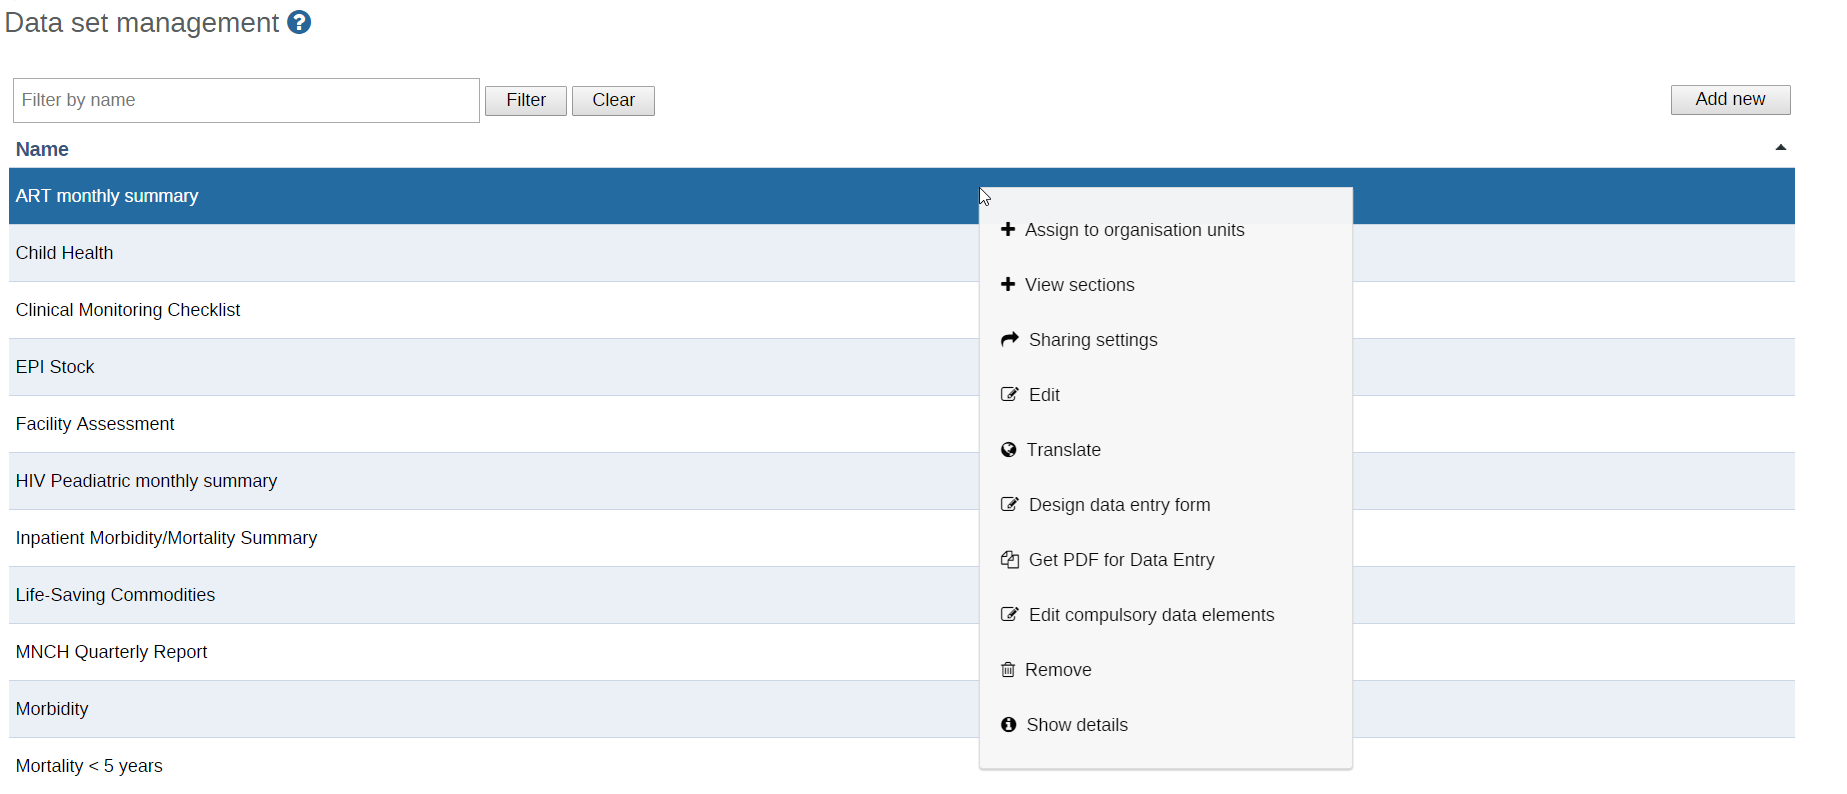 Data set management
Filter by name
Filter
Clear
Add new
Name
ART monthly summary
Child Health
Clinical Monitoring Checklist
EPI Stock
Facility Assessment
HIV Peadiatric monthly summary
Inpatient Morbidity/Mortality Summary
Life-Saving Commodities
MNCH Quarterly Report
Morbidity
Mortality < 5 years
Assign to organisation units
View sections
Sharing settings
Edit
Translate
Design data entry form
Get PDF for Data Entry
Edit compulsory data elements
Remove
Show details